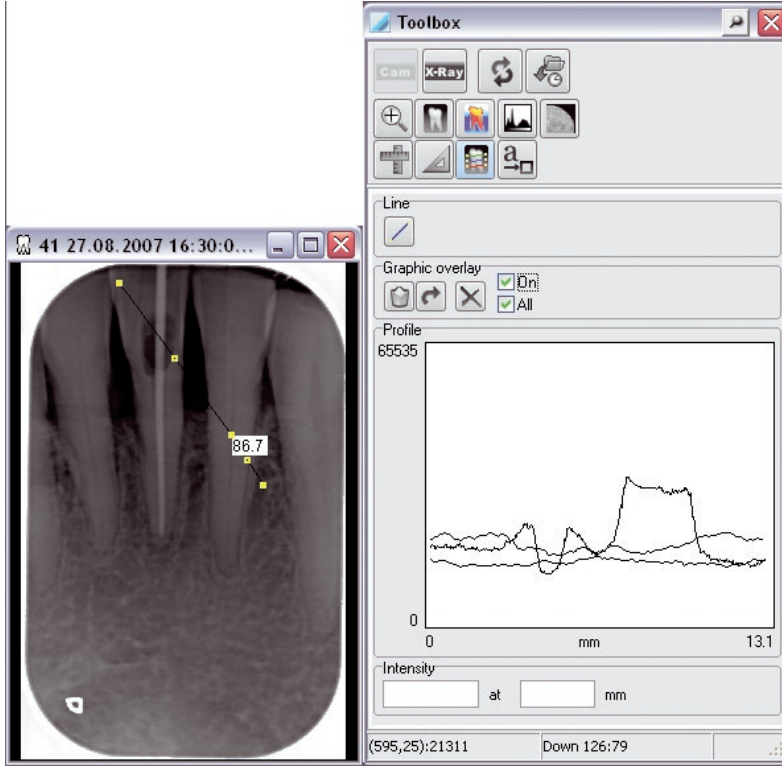 Toolbox
Cam X-Ray
a
Line
41 27.08.2007 16:30:0...
Graphic overlay
On
All
Profile
65535
86.7
0
0 mm 13.1
Intensity
at mm
(595,25):21311 Down 126:79